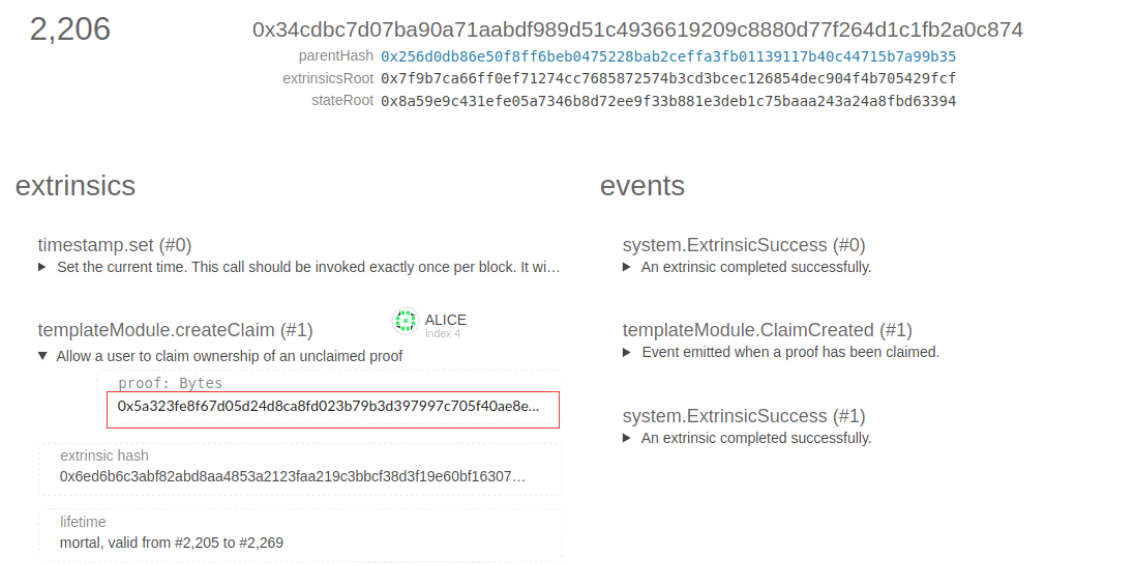 2,206
0x34cdbc7d07ba90a71aabdf989d51c4936619209c8880d77f264d1c1fb2a0c874
parentHash 0x256d0db86e50f8ff6beb0475228bab2ceffa3fb01139117b40c44715b7a99b35
extrinsicsRoot 0x7f9b7ca66ff0ef71274cc7685872574b3cd3bcec126854dec904f4b705429fcf
stateRoot 0x8a59e9c431efe05a7346b8d72ee9f33b881e3deb1c75baaa243a24a8fbd63394
extrinsics
timestamp.set (#0)
Set the current time. This call should be invoked exactly once per block. It wi…
templateModule.createClaim (#1)
ALICE
index 4
Allow a user to claim ownership of an unclaimed proof
proof: Bytes
0x5a323fe8f67d05d24d8ca8fd023b79b3d397997c705f40ae8e...
extrinsic hash
0x6ed6b6c3abf82abd8aa4853a2123faa219c3bbcf38d3f19e60bf16307…
lifetime
mortal, valid from #2,205 to #2,269
events
system.ExtrinsicSuccess (#0)
An extrinsic completed successfully.
templateModule.ClaimCreated (#1)
Event emitted when a proof has been claimed.
system.ExtrinsicSuccess (#1)
An extrinsic completed successfully.